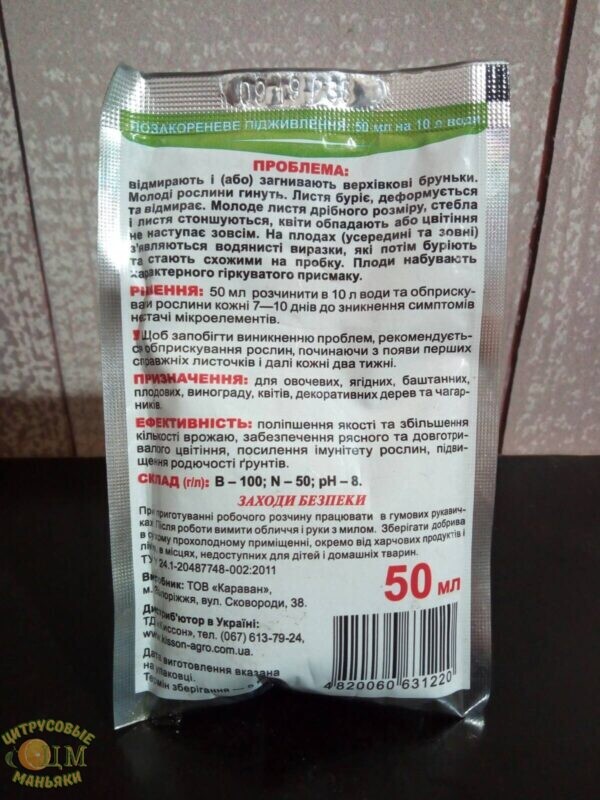 ПОЗАКОРЕНЕВЕ ПІДЖИВЛЕННЯ: 50 мл на 10 л води
ПРОБЛЕМА:
відмирають і (або) загнивають верхівкові бруньки.
Молоді рослини гинуть. Листя буріє, деформується
та відмирає. Молоде листя дрібного розміру, стебла
і листя стоншуються, квіти обпадають або цвітіння
не наступає зовсім. На плодах (усередині та зовні)
з'являються водянисті виразки, які потім буріють
та стають схожими на пробку. Плоди набувають
характерного гіркуватого присмаку.
РІШЕННЯ: 50 мл розчинити в 10 л води та обприску-
вати рослини кожні 7—10 днів до зникнення симптомів
нестачі мікроелементів.
Щоб запобігти виникненню проблем, рекомендуєть-
ся обприскування рослин, починаючи з появи перших
справжніх листочків і далі кожні два тижні.
ПРИЗНАЧЕННЯ: для овочевих, ягідних, баштанних,
плодових, винограду, квітів, декоративних дерев та чагар-
ників.
ЕФЕКТИВНІСТЬ: поліпшення якості та збільшення
кількості врожаю, забезпечення рясного та довготри-
валого цвітіння, посилення імунітету рослин, підви-
щення родючості ґрунтів.
СКЛАД (г/л): В – 100; N – 50; pH – 8.
ЗАХОДИ БЕЗПЕКИ
При приготуванні робочого розчину працювати в гумових рукавич-
ках. Після роботи вимити обличчя і руки з милом. Зберігати добрива
в сухому прохолодному приміщенні, окремо від харчових продуктів і
ліків, в місцях, недоступних для дітей і домашніх тварин.
ТУ У 24.1-20487748-002:2011
Виробник: ТОВ «Караван»,
м. Запоріжжя, вул. Сковороди, 38.
Дистриб'ютор в Україні:
ТД «Киссон», тел. (067) 613-79-24,
www.kisson-agro.com.ua
Дата виготовлення вказана
на упаковці.
Термін зберігання —
50 мл
4 820060 631220
ЦИТРУСОВЫЕ
ЦМ
МАНЬЯКИ